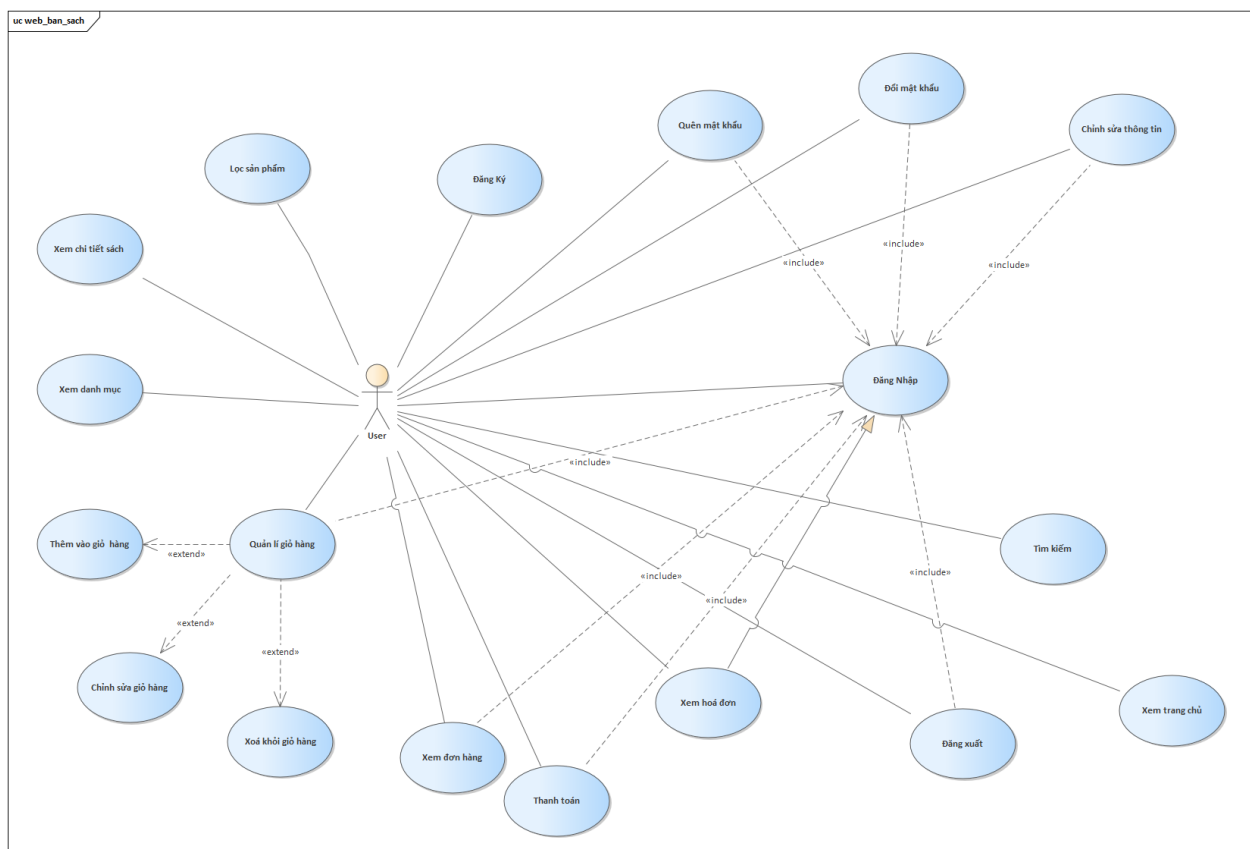 uc web_ban_sach
Đổi mật khẩu
Quên mật khẩu
Chỉnh sửa thông tin
Lọc sản phẩm
Đăng Ký
Xem chi tiết sách
«include»
«include»
«include»
Xem danh mục
Đăng Nhập
User
«include»
Thêm vào giỏ hàng
«extend»
Quản lí giỏ hàng
Tìm kiếm
«include»
«include»
«include»
«extend»
«extend»
Chỉnh sửa giỏ hàng
Xem hoá đơn
Xem trang chủ
Xoá khỏi giỏ hàng
Xem đơn hàng
Đăng xuất
Thanh toán